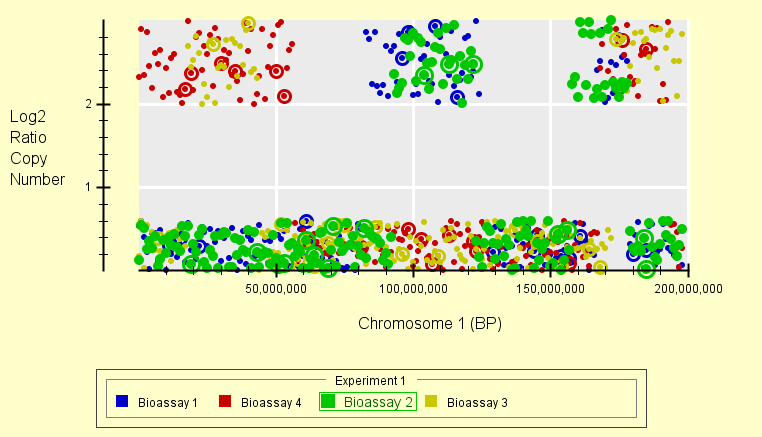 Log2
Ratio
Copy
Number
2
1
50,000,000 100,000,000 150,000,000 200,000,000
Chromosome 1 (BP)
Experiment 1
Bioassay 1 Bioassay 4 Bioassay 2 Bioassay 3